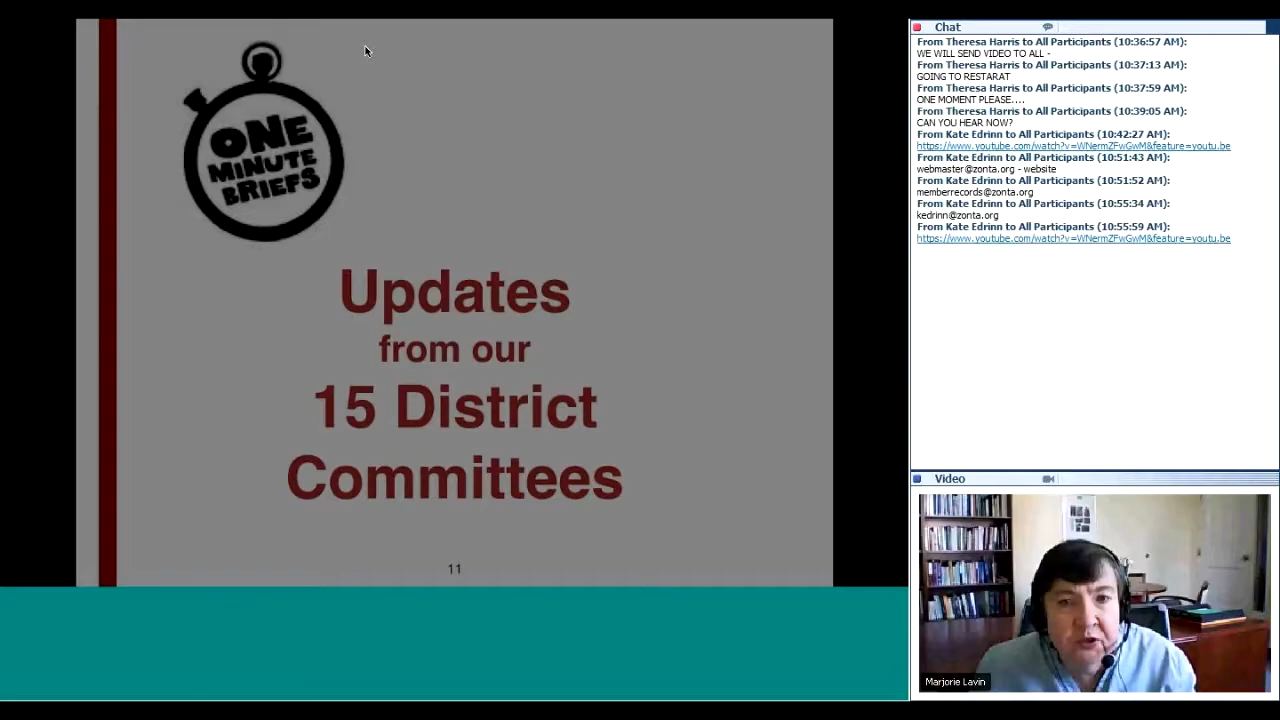 ONE
MINUTE
BRIEFS
Updates
from our
15 District
Committees
11
Chat
From Theresa Harris to All Participants (10:36:57 AM):
WE WILL SEND VIDEO TO ALL -
From Theresa Harris to All Participants (10:37:13 AM):
GOING TO RESTARAT
From Theresa Harris to All Participants (10:37:59 AM):
ONE MOMENT PLEASE....
From Theresa Harris to All Participants (10:39:05 AM):
CAN YOU HEAR NOW?
From Kate Edrinn to All Participants (10:42:27 AM):
https://www.youtube.com/watch?v=WNermZFwGwM&feature=youtu.be
From Kate Edrinn to All Participants (10:51:43 AM):
webmaster@zonta.org - website
From Kate Edrinn to All Participants (10:51:52 AM):
memberrecords@zonta.org
From Kate Edrinn to All Participants (10:55:34 AM):
kedrinn@zonta.org
From Kate Edrinn to All Participants (10:55:59 AM):
https://www.youtube.com/watch?v=WNermZFwGwM&feature=youtu.be
Video
Marjorie Lavin